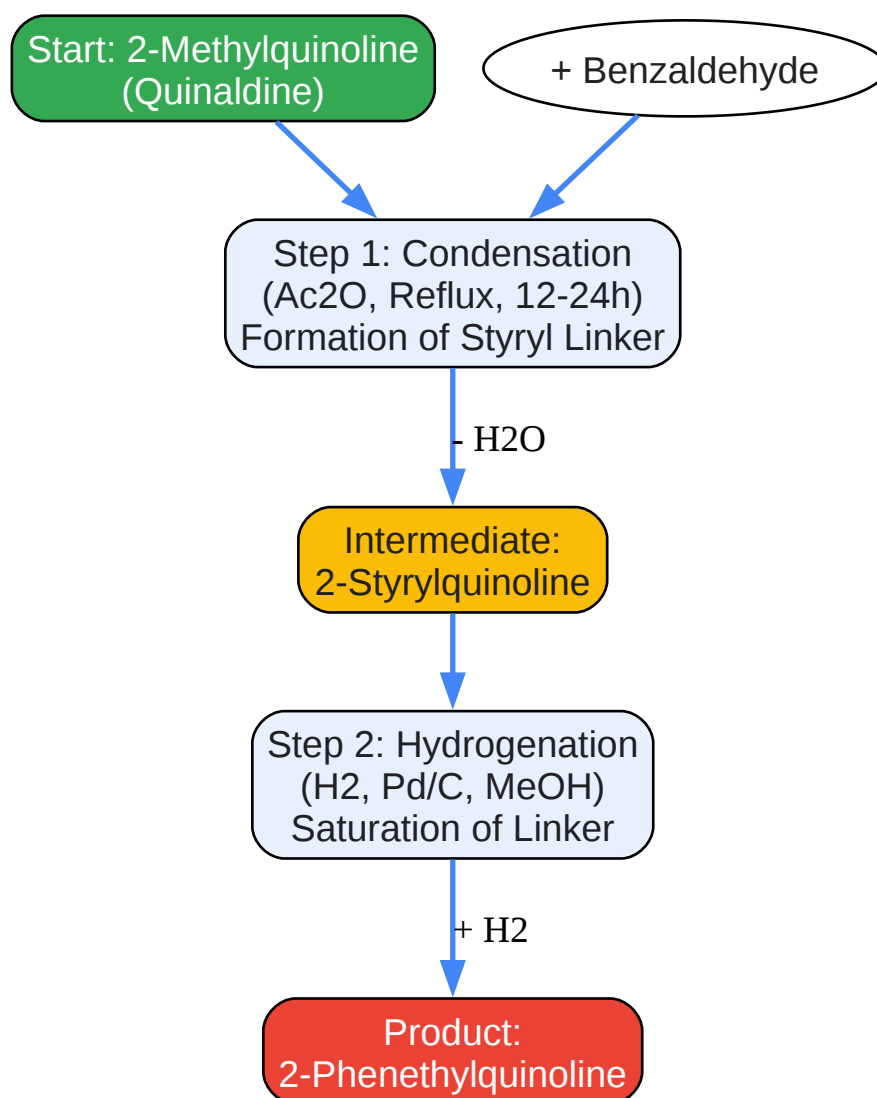 Start: 2-Methylquinoline
(Quinaldine)
+ Benzaldehyde
Step 1: Condensation
(Ac2O, Reflux, 12-24h)
Formation of Styryl Linker
- H2O
Intermediate:
2-Styrylquinoline
Step 2: Hydrogenation
(H2, Pd/C, MeOH)
Saturation of Linker
+ H2
Product:
2-Phenethylquinoline